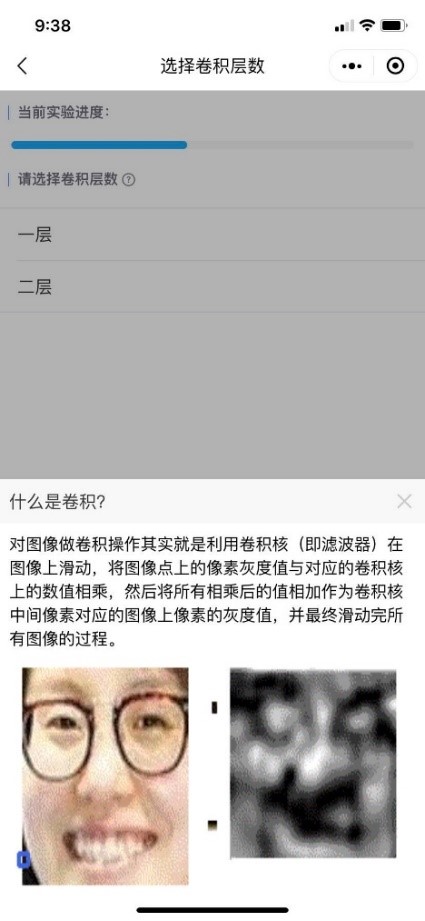 9:38
选择卷积层数
当前实验进度：
请选择卷积层数?
一层
二层
什么是卷积？
对图像做卷积操作其实就是利用卷积核（即滤波器）在
图像上滑动，将图像点上的像素灰度值与对应的卷积核
上的数值相乘，然后将所有相乘后的值相加作为卷积核
中间像素对应的图像上像素的灰度值，并最终滑动完所
有图像的过程。